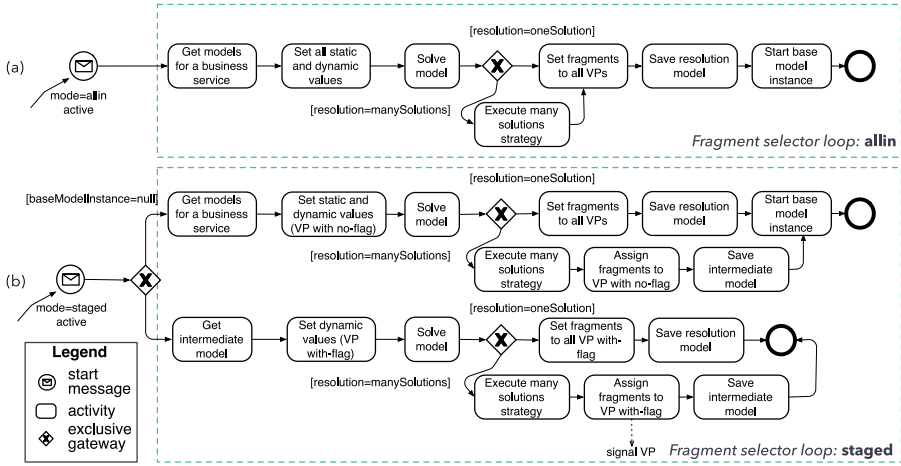 (a)
mode=allin
active
Get models
for a business
service
Set all static
and dynamic
values
Solve
model
[resolution=oneSolution]
X
[resolution=manySolutions]
Execute many
solutions
strategy
Set fragments
to all VPs
Save resolution
model
Start base
model
instance
Fragment selector loop: allin
(b)
mode=staged
active
X
[baseModelInstance=null]
Get models
for a business
service
Set static and
dynamic values
(VP with no-flag)
Solve
model
[resolution=oneSolution]
X
[resolution=manySolutions]
Set fragments
to all VPs
Save resolution
model
Start base
model
instance
Execute many
solutions
strategy
Assign
fragments to
VP with no-flag
Save
intermediate
model
Get
intermediate
model
Set dynamic
values (VP
with-flag)
Solve
model
[resolution=oneSolution]
X
[resolution=manySolutions]
Set fragments
to all VP with-
flag
Save resolution
model
Execute many
solutions
strategy
Assign
fragments to
VP with-flag
Save
intermediate
model
signal VP
Fragment selector loop: staged
Legend
start
message
activity
X
exclusive
gateway